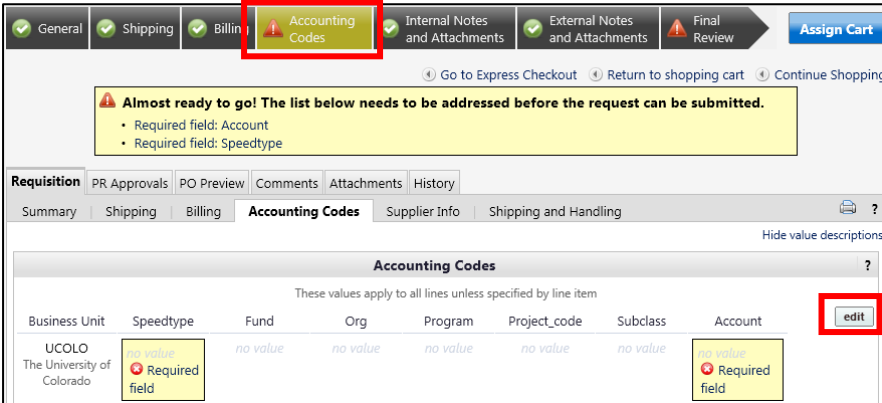 General Shipping Billing Accounting Codes Internal Notes and Attachments External Notes and Attachments Final Review Assign Cart
Go to Express Checkout Return to shopping cart Continue Shopping
Almost ready to go! The list below needs to be addressed before the request can be submitted.
• Required field: Account
• Required field: Speedtype
Requisition PR Approvals PO Preview Comments Attachments History
Summary Shipping Billing Accounting Codes Supplier Info Shipping and Handling ?
Hide value descriptions
Accounting Codes ?
These values apply to all lines unless specified by line item
Business Unit Speedtype Fund Org Program Project_code Subclass Account edit
UCOLO no value no value no value no value no value no value no value
The University of Colorado Required field Required field